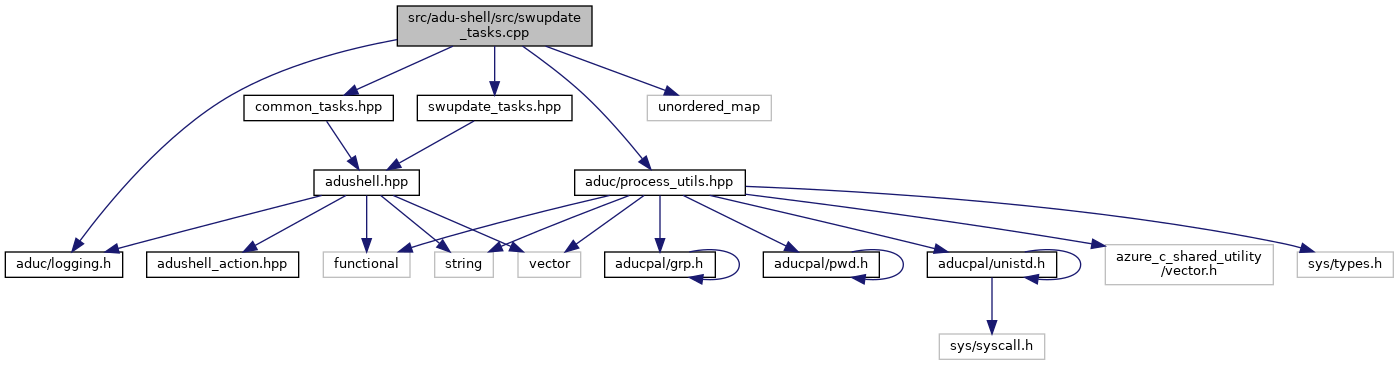 src/adu-shell/src/swupdate
_tasks.cpp
common_tasks.hpp
swupdate_tasks.hpp
unordered_map
adushell.hpp
aduc/process_utils.hpp
aduc/logging.h
adushell_action.hpp
functional
string
vector
aducpal/grp.h
aducpal/pwd.h
aducpal/unistd.h
azure_c_shared_utility
/vector.h
sys/types.h
sys/syscall.h